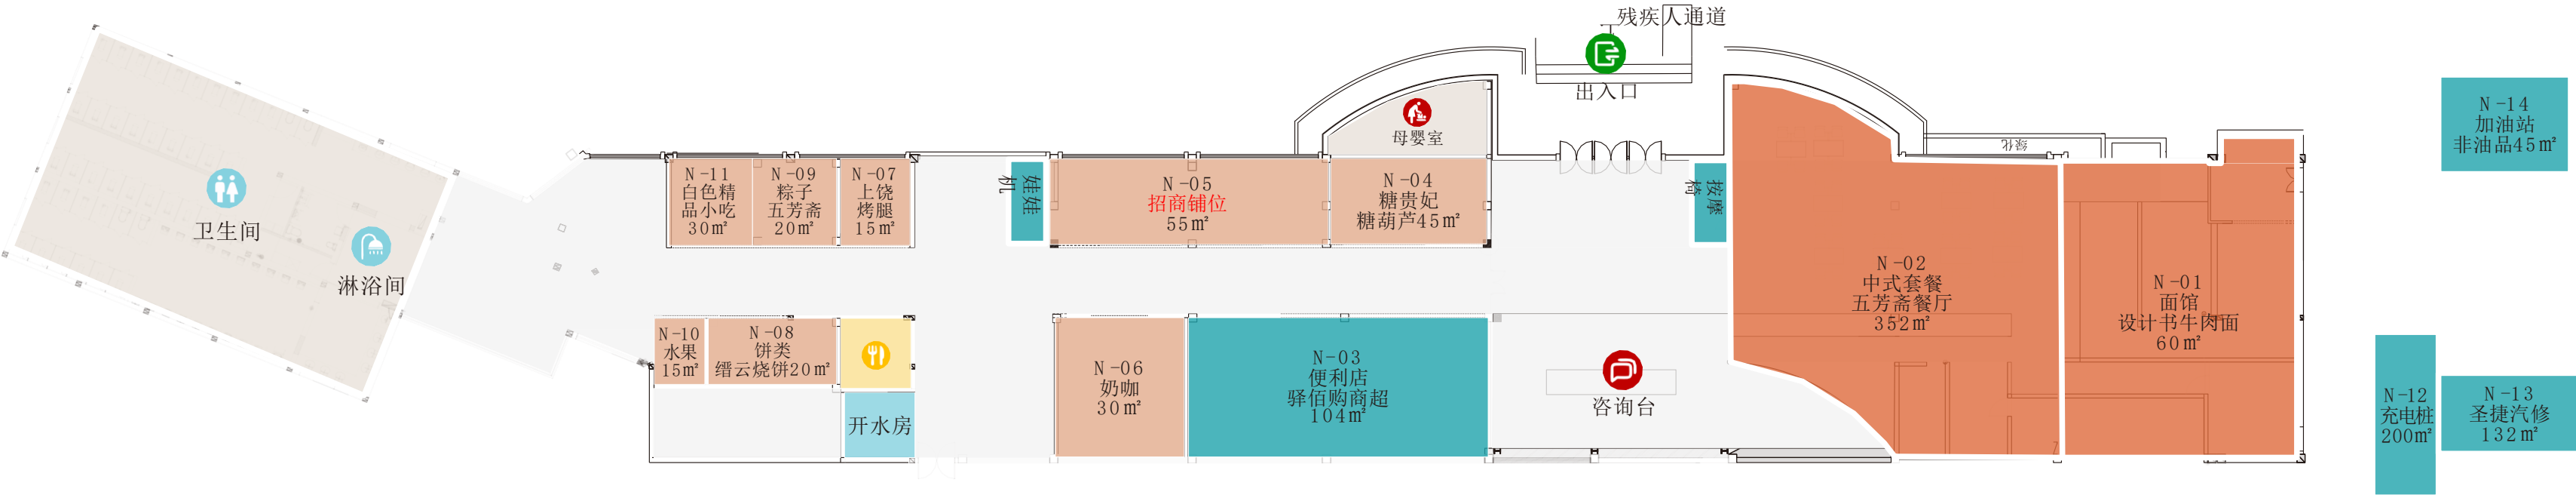 残疾人通道
出入口
母婴室
卫生间
淋浴间
N-11
白色精
品小吃
30㎡
N-09
粽子
五芳斋
20㎡
N-07
上饶
烤腿
15㎡
娃娃
机
N-05
招商铺位
55㎡
N-04
糖贵妃
糖葫芦45㎡
按摩
椅
绿化
N-02
中式套餐
五芳斋餐厅
352㎡
N-01
面馆
设计书牛肉面
60㎡
N-14
加油站
非油品45㎡
N-10
水果
15㎡
N-08
饼类
缙云烧饼20㎡
开水房
N-06
奶咖
30㎡
N-03
便利店
驿佰购商超
104㎡
咨询台
N-12
充电桩
200㎡
N-13
圣捷汽修
132㎡